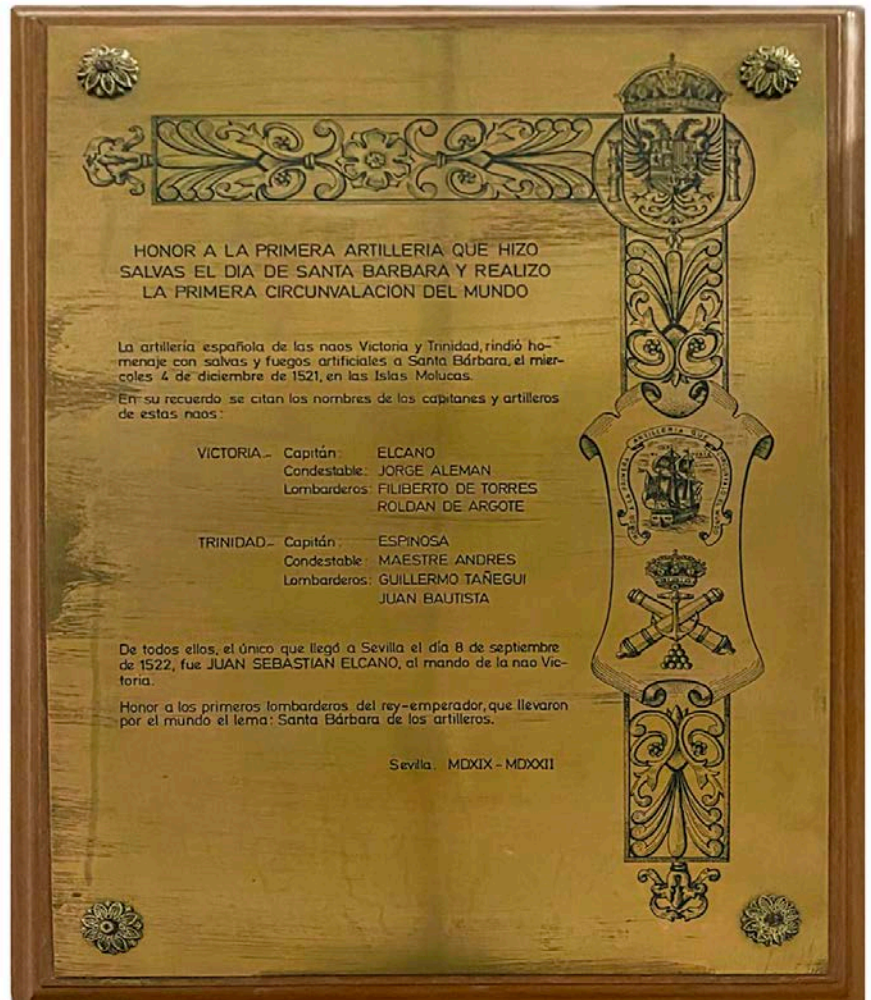 HONOR A LA PRIMERA ARTILLERIA QUE HIZO
SALVAS EL DIA DE SANTA BARBARA Y REALIZO
LA PRIMERA CIRCUNVALACION DEL MUNDO
La artillería española de las naos Victoria y Trinidad, rindió ho-
menaje con salvas y fuegos artificiales a Santa Bárbara, el miér-
coles 4 de diciembre de 1521, en las Islas Molucas.
En su recuerdo se citan los nombres de los capitanes y artilleros
de estas naos:
VICTORIA.- Capitán: ELCANO
Condestable: JORGE ALEMAN
Lombarderos: FILIBERTO DE TORRES
ROLDAN DE ARGOTE
TRINIDAD.- Capitán: ESPINOSA
Condestable: MAESTRE ANDRES
Lombarderos: GUILLERMO TAÑEGUI
JUAN BAUTISTA
De todos ellos, el único que llegó a Sevilla el día 8 de septiembre
de 1522, fue JUAN SEBASTIAN ELCANO, al mando de la nao Vic-
toria.
Honor a los primeros lombarderos del rey-emperador, que llevaron
por el mundo el lema: Santa Bárbara de los artilleros.
Sevilla. MDXIX - MDXXII
ARTILLERIA QUE